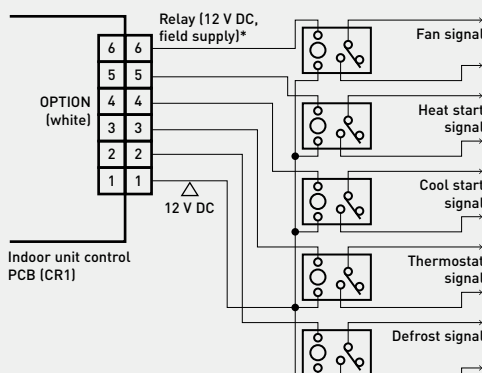 Relay (12 V DC,
field supply)*
Fan signal
6 6
5 5
4 4
3 3
2 2
1 1
OPTION
(white)
Heat start
signal
Cool start
signal
12 V DC
Indoor unit control
PCB (CR1)
Thermostat
signal
Defrost signal